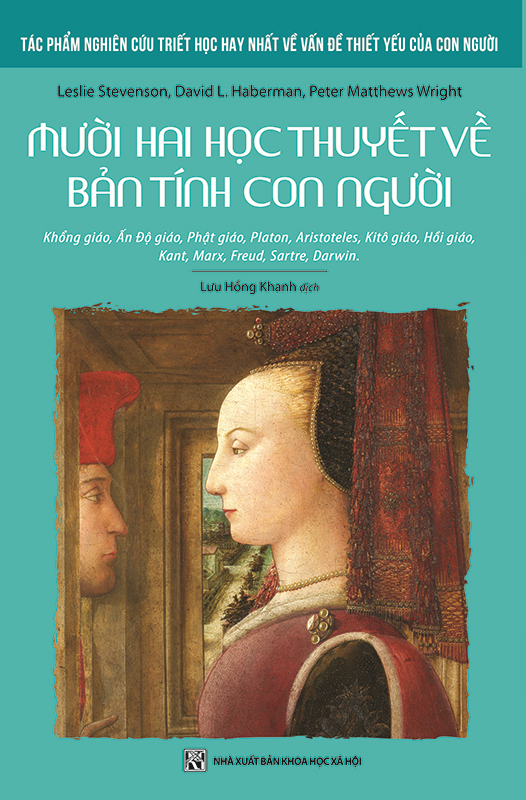 TÁC PHẨM NGHIÊN CỨU TRIẾT HỌC HAY NHẤT VỀ VẤN ĐỀ THIẾT YẾU CỦA CON NGƯỜI
Leslie Stevenson, David L. Haberman, Peter Matthews Wright
MƯỜI HAI HỌC THUYẾT VỀ
BẢN TÍNH CON NGƯỜI
Khổng giáo, Ấn Độ giáo, Phật giáo, Platon, Aristoteles, Kitô giáo, Hồi giáo,
Kant, Marx, Freud, Sartre, Darwin.
Lưu Hồng Khanh dịch
NHÀ XUẤT BẢN KHOA HỌC XÃ HỘI